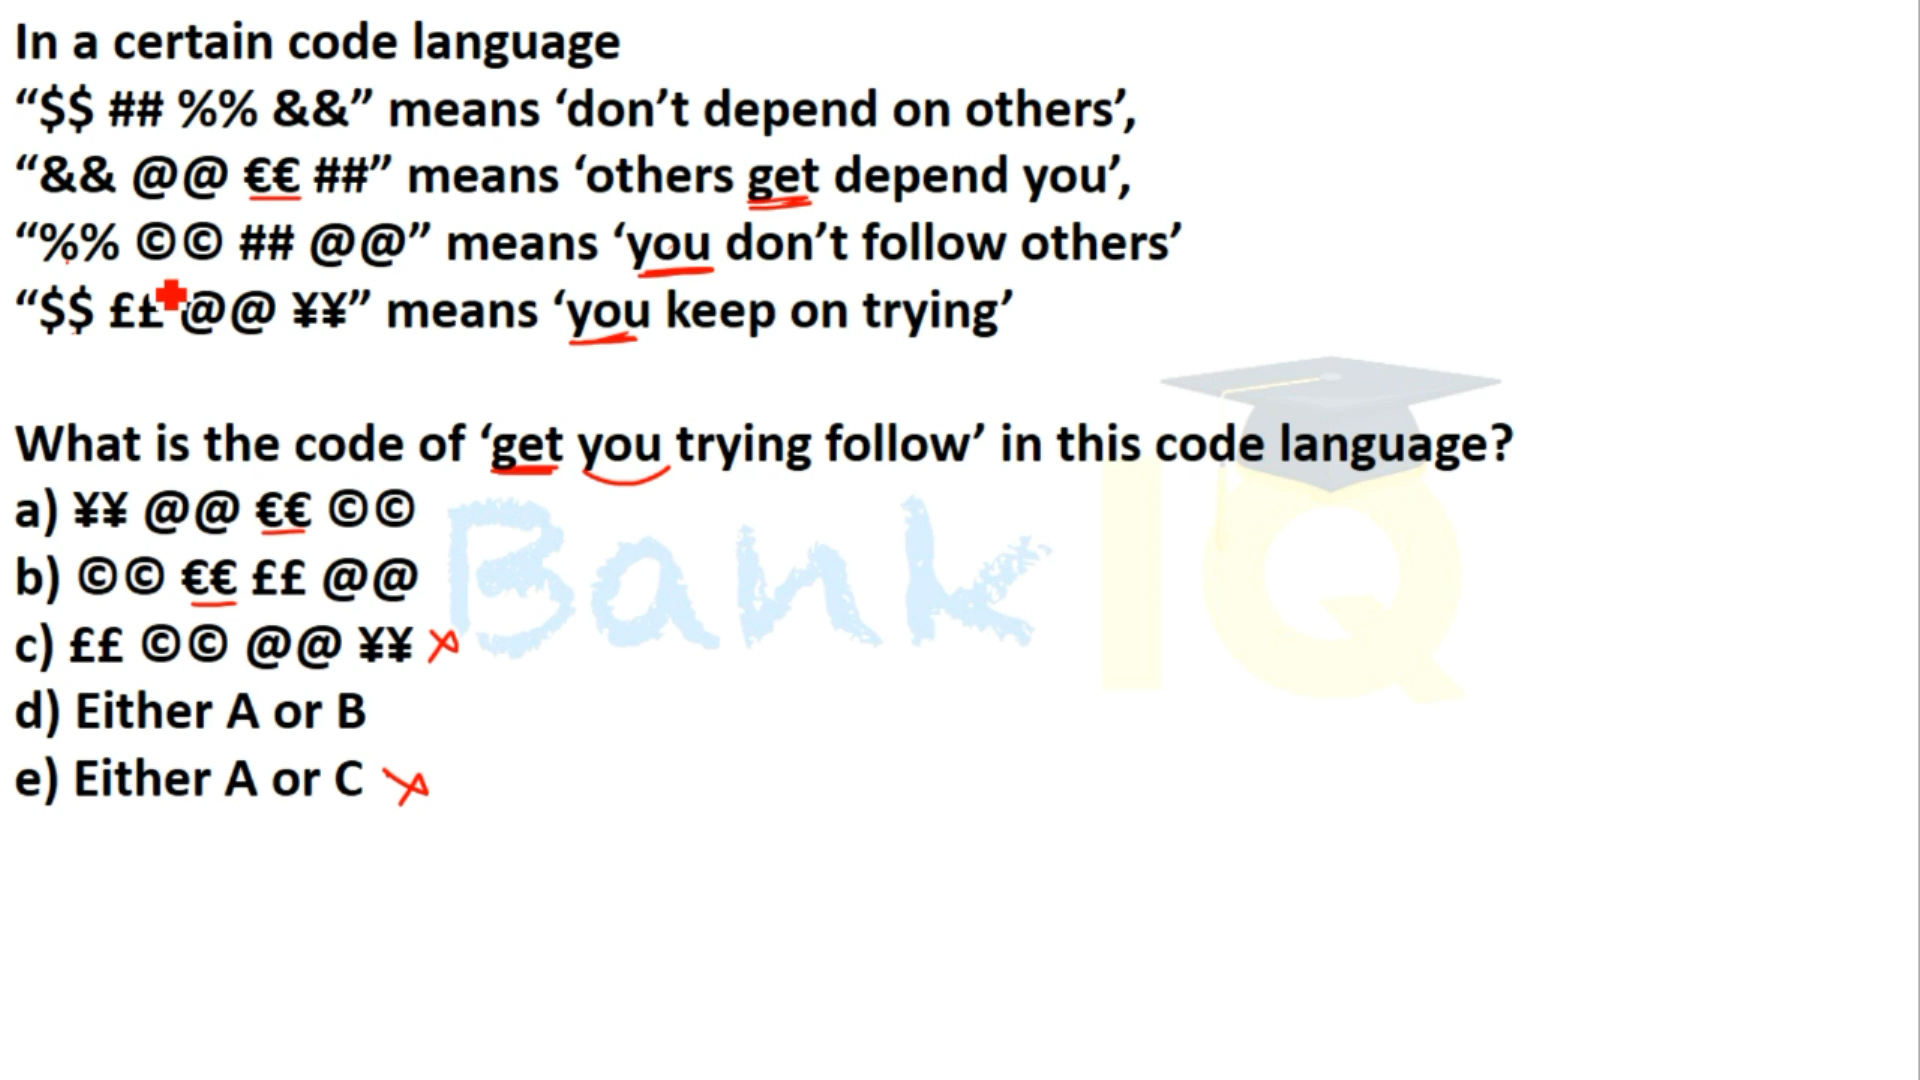 In a certain code language
“$$ ## %% &&” means ‘don’t depend on others’,
“&& @@ €€ ##” means ‘others get depend you’,
“%% ©© ## @@” means ‘you don’t follow others’
“$$ ££ @@ ¥¥” means ‘you keep on trying’
What is the code of ‘get you trying follow’ in this code language?
a) ¥¥ @@ €€ ©©
b) ©© €€ ££ @@
c) ££ ©© @@ ¥¥
d) Either A or B
e) Either A or C
Bank IQ